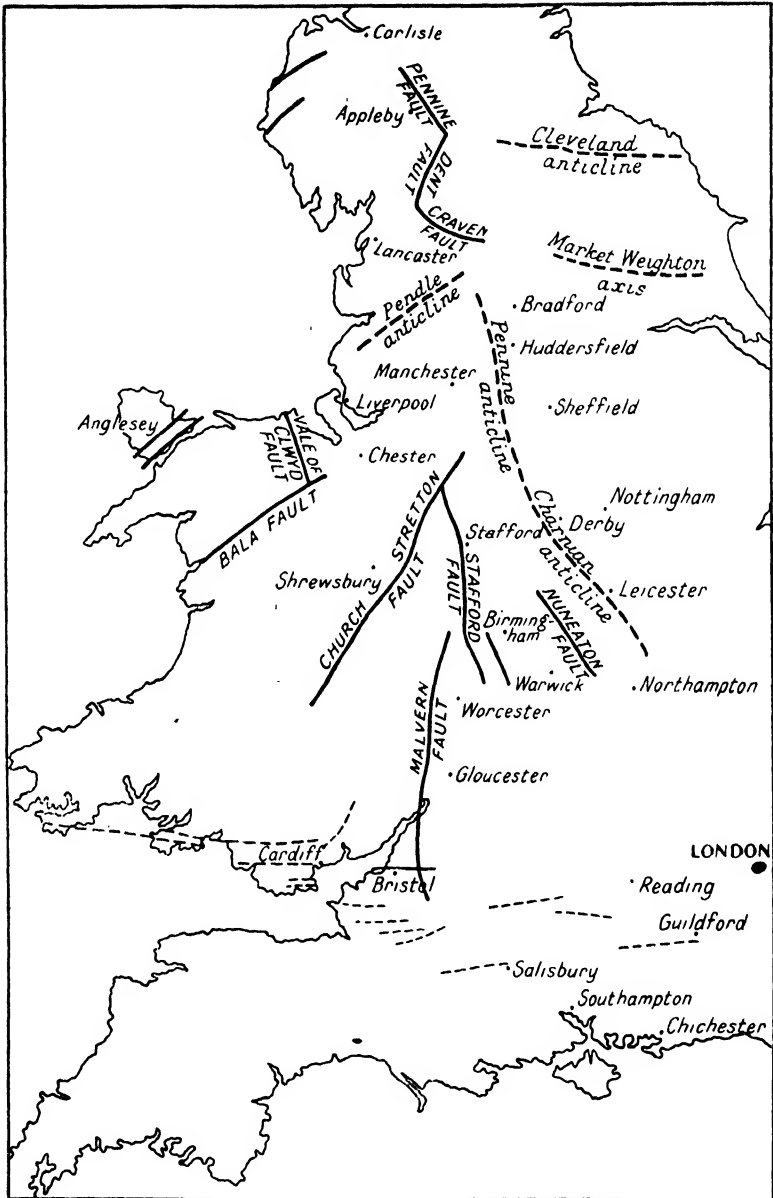 Carlisle
PENNINE
FAULT
Appleby
DENT
FAULT
Cleveland
anticline
CRAVEN
FAULT
Lancaster
Market Weighton
axis
Pendle
anticline
Bradford
Pennine
anticline
Huddersfield
Manchester
Liverpool
Sheffield
Anglesey
VALE OF
CLWYD
FAULT
Chester
BALA FAULT
CHURCH STRETTON
FAULT
Nottingham
Derby
Charnian
anticline
Stafford
STAFFORD
FAULT
Shrewsbury
Leicester
Birming-
ham
NUNEATON
FAULT
Warwick
Northampton
Worcester
MALVERN
FAULT
Gloucester
Cardiff
Bristol
LONDON
Reading
Guildford
Salisbury
Southampton
Chichester